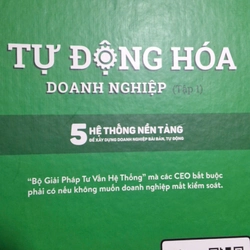 TỰ ĐỘNG HÓA
DOANH NGHIỆP (Tập 1)
5 HỆ THỐNG NỀN TẢNG
ĐỂ XÂY DỰNG DOANH NGHIỆP BÀI BẢN, TỰ ĐỘNG
“Bộ Giải Pháp Tư Vấn Hệ Thống” mà các CEO bắt buộc
phải có nếu không muốn doanh nghiệp mất kiểm soát.